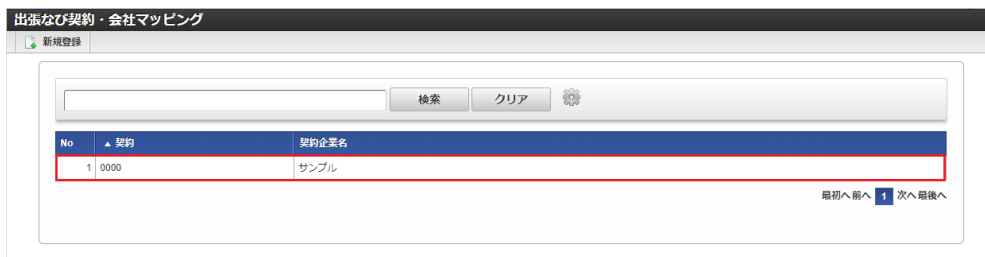 出張なび契約・会社マッピング
新規登録
検索 クリア
No ▲ 契約 契約企業名
1 0000 サンプル
最初へ 前へ 1 次へ 最後へ